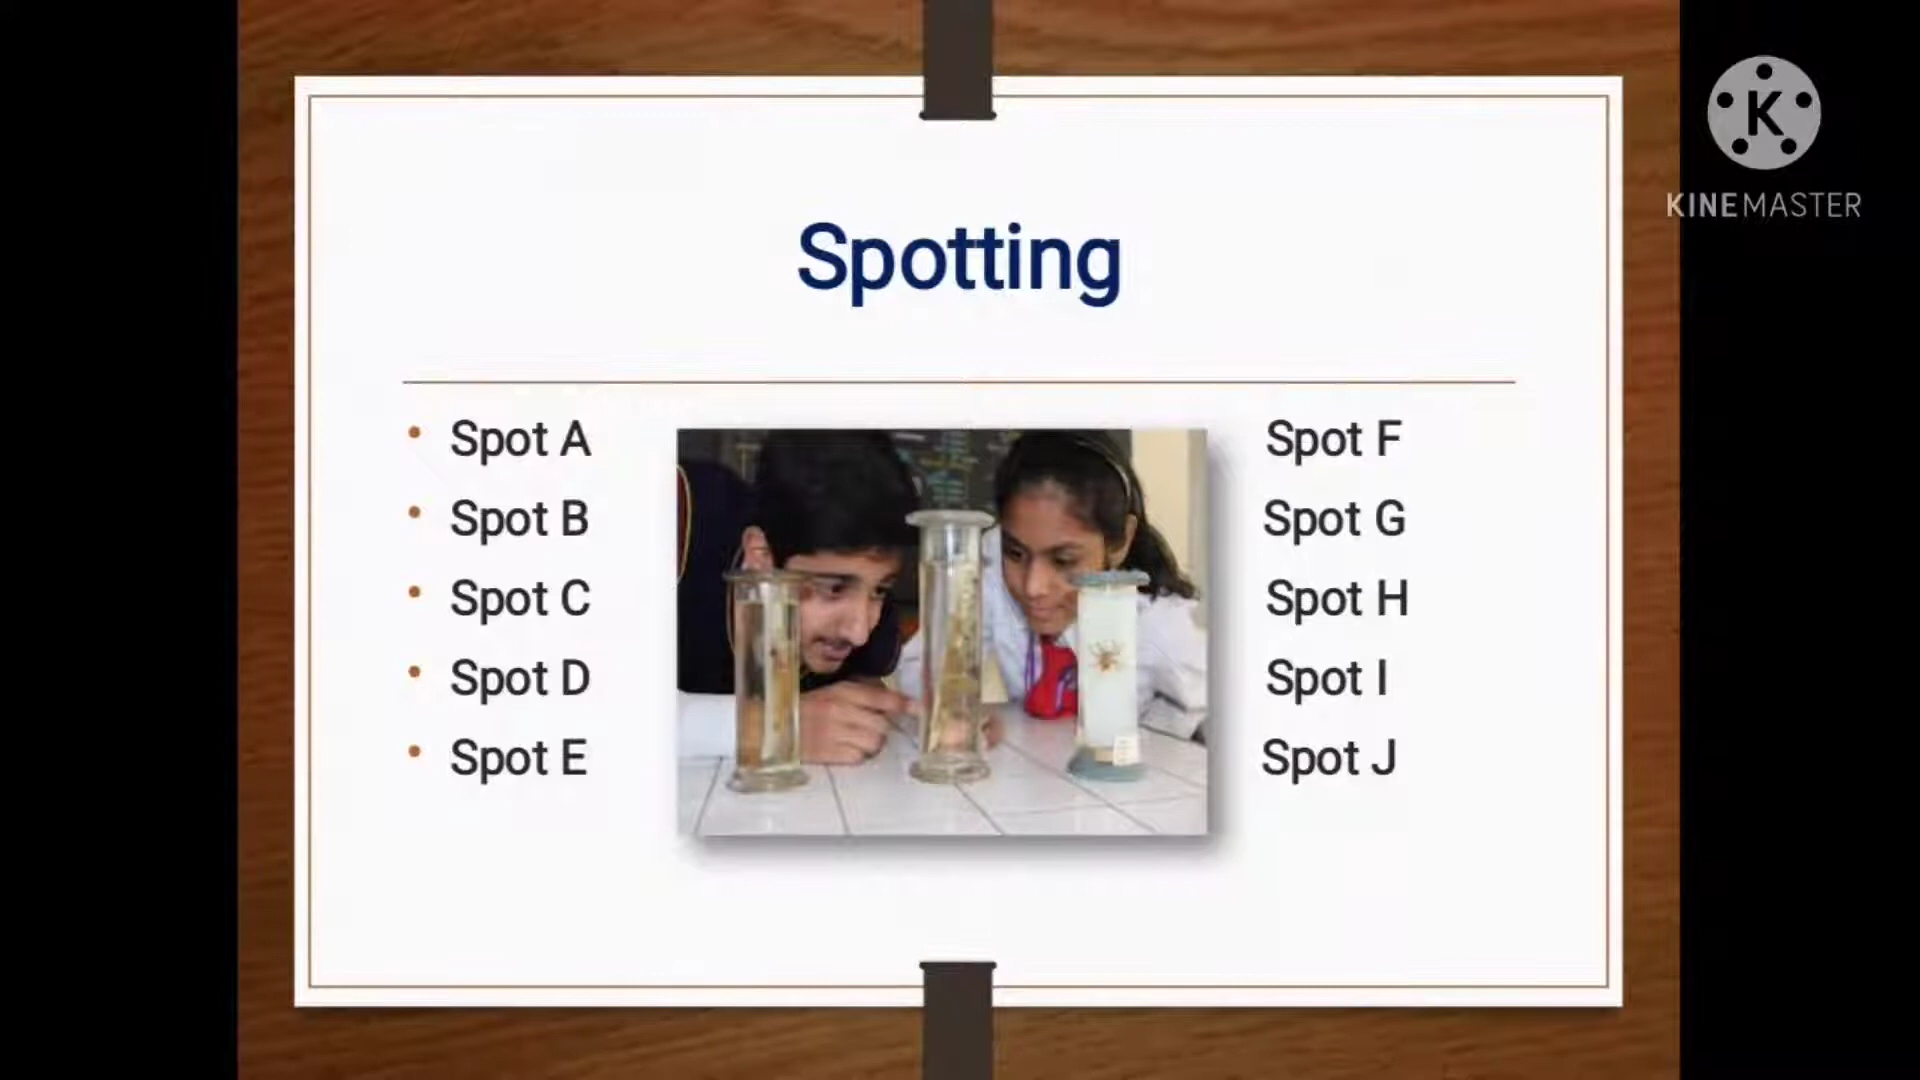 K
KINEMASTER
Spotting
• Spot A
• Spot B
• Spot C
• Spot D
• Spot E
Spot F
Spot G
Spot H
Spot I
Spot J